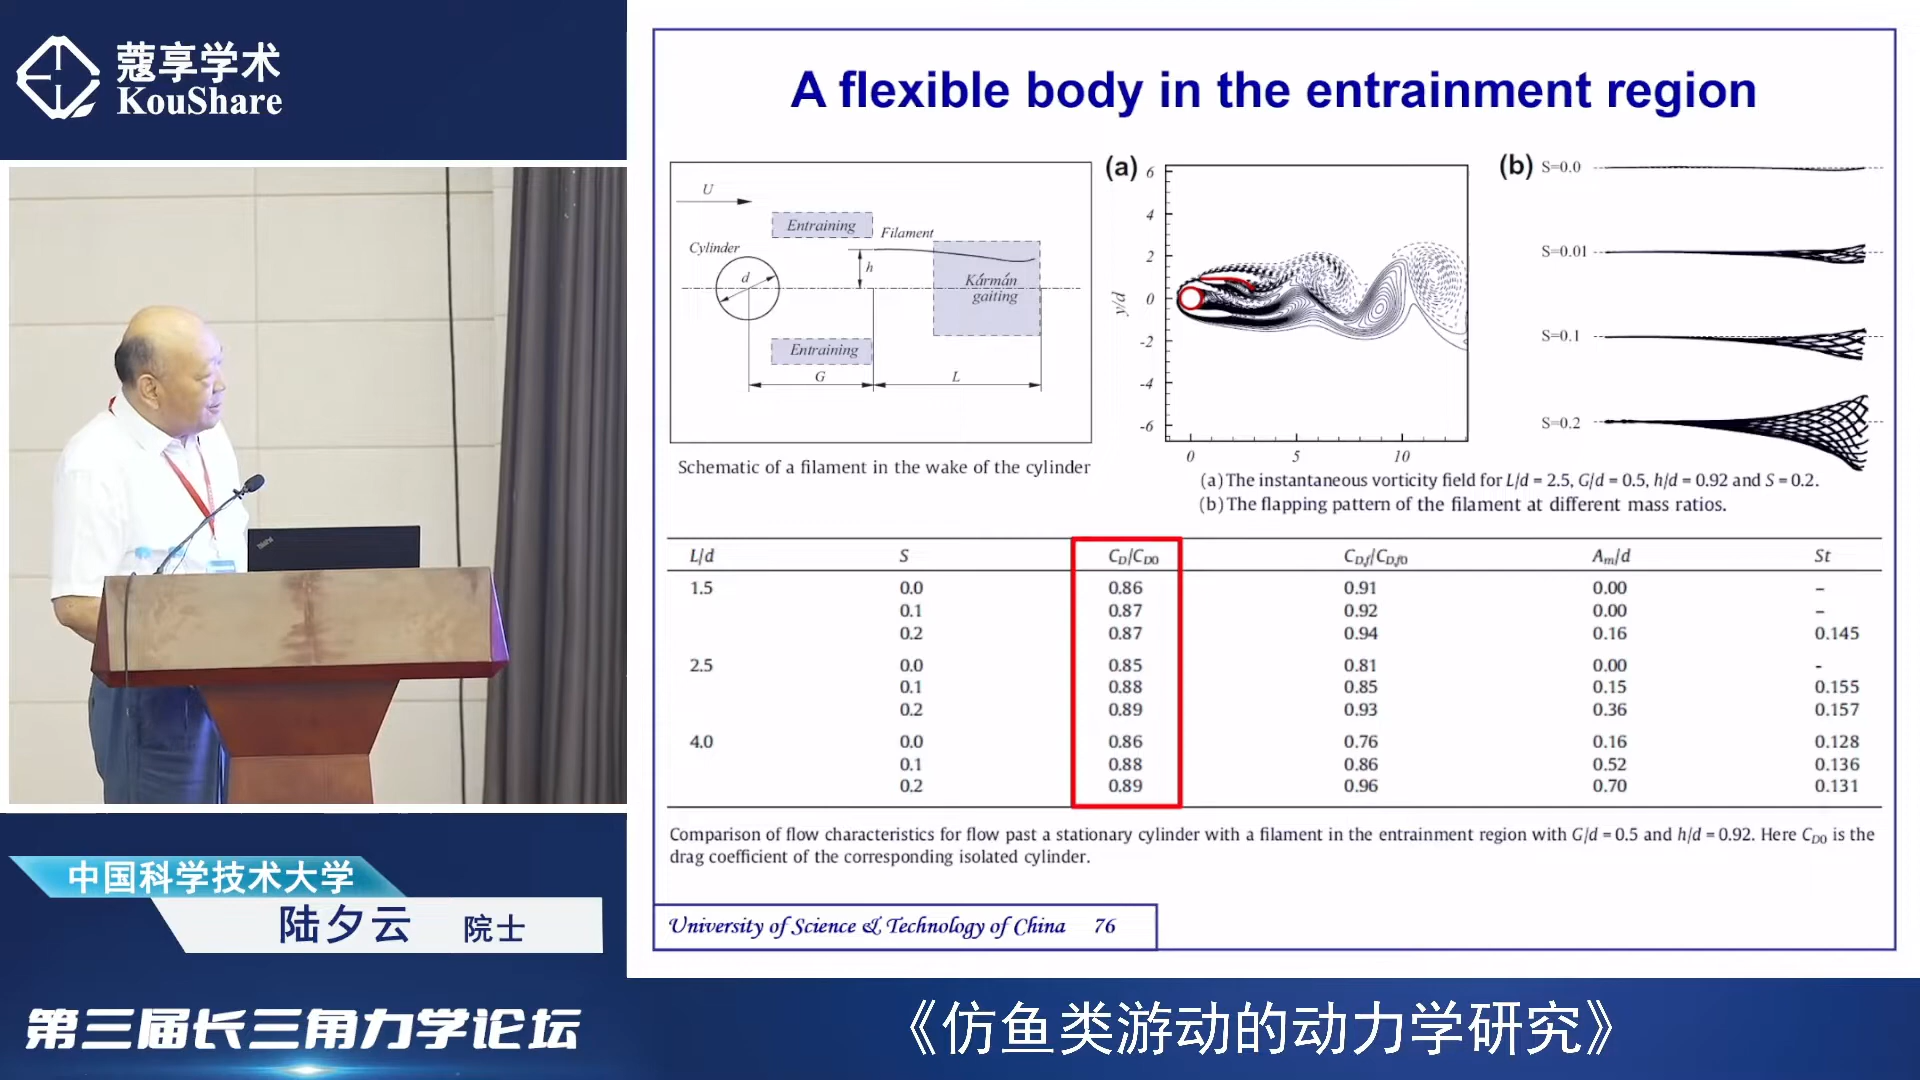 蔻享学术
KouShare
A flexible body in the entrainment region
U
Entraining
Filament
Cylinder
h
d
Kármán
gaiting
Entraining
G
L
Schematic of a filament in the wake of the cylinder
(a)
6
4
2
0
-2
-4
-6
y/d
0
5
10
(b)
S=0.0
S=0.01
S=0.1
S=0.2
(a) The instantaneous vorticity field for L/d = 2.5, G/d = 0.5, h/d = 0.92 and S = 0.2.
(b) The flapping pattern of the filament at different mass ratios.
L/d S CD/CD0 CD,f/CD,f0 Am/d St
1.5 0.0 0.86 0.91 0.00 –
0.1 0.87 0.92 0.00 –
0.2 0.87 0.94 0.16 0.145
2.5 0.0 0.85 0.81 0.00 -
0.1 0.88 0.85 0.15 0.155
0.2 0.89 0.93 0.36 0.157
4.0 0.0 0.86 0.76 0.16 0.128
0.1 0.88 0.86 0.52 0.136
0.2 0.89 0.96 0.70 0.131
Comparison of flow characteristics for flow past a stationary cylinder with a filament in the entrainment region with G/d = 0.5 and h/d = 0.92. Here CD0 is the
drag coefficient of the corresponding isolated cylinder.
University of Science & Technology of China 76
ThinkPad
中国科学技术大学
陆夕云 院士
第三届长三角力学论坛
《仿鱼类游动的动力学研究》